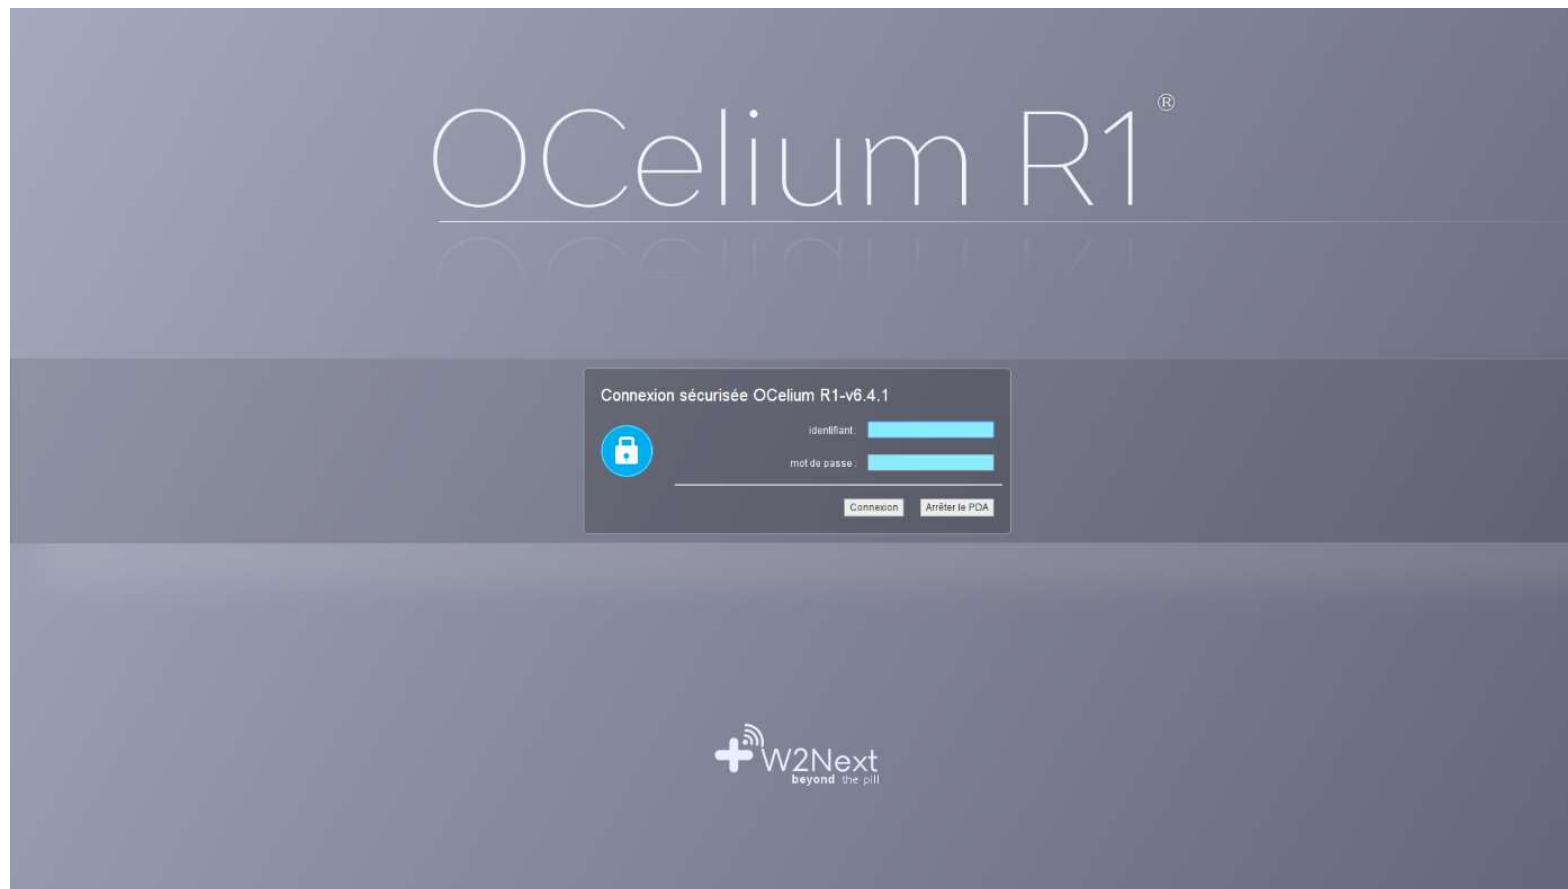 OCelium R1®
Connexion sécurisée OCelium R1-v6.4.1
identifiant :
mot de passe :
Connexion
Arrêter le PDA
W2Next
beyond the pill